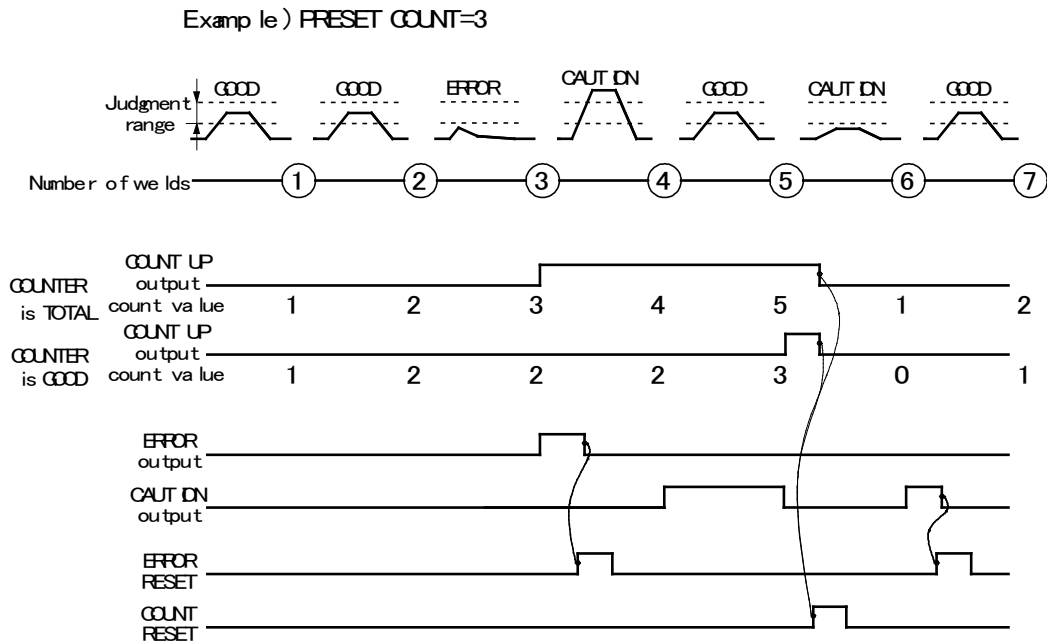 Example) PRESET COUNT=3
GOOD GOOD ERROR CAUTION GOOD CAUTION GOOD
Judgment
range
Number of welds 1 2 3 4 5 6 7
COUNT UP
output
COUNTER
is TOTAL
count value 1 2 3 4 5 1 2
COUNT UP
output
COUNTER
is GOOD
count value 1 2 2 2 3 0 1
ERROR
output
CAUTION
output
ERROR
RESET
COUNT
RESET